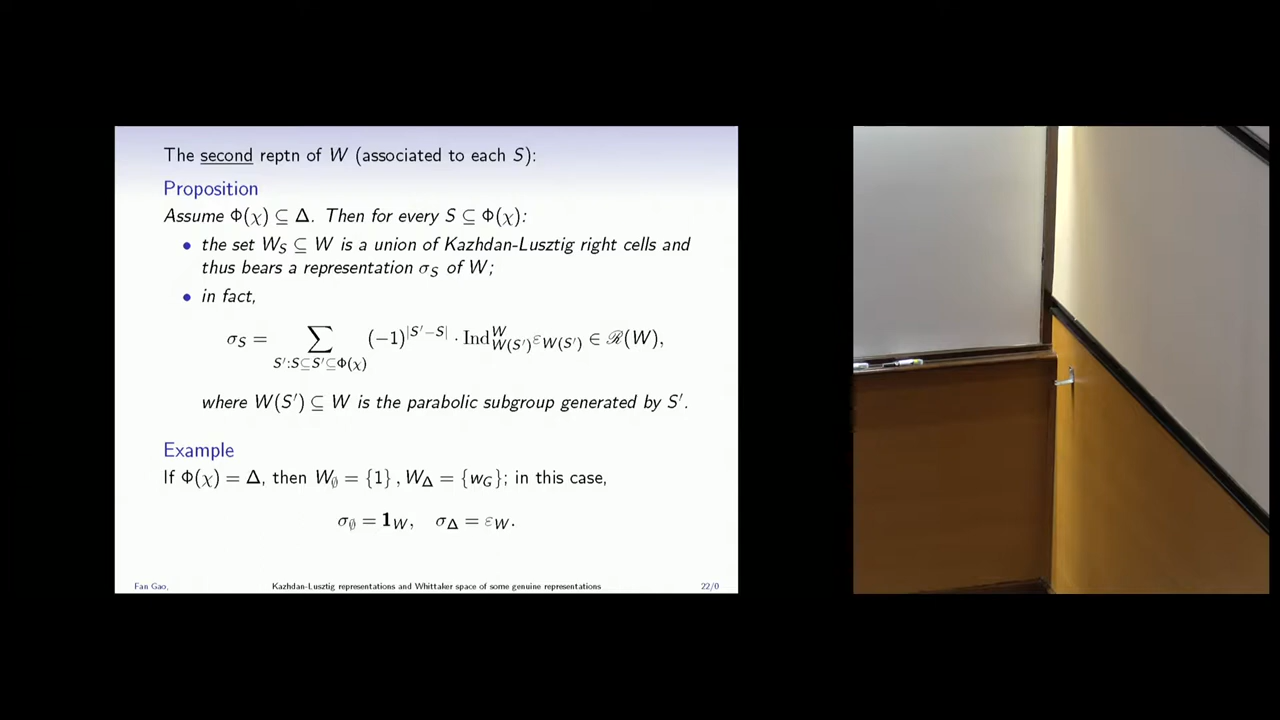 The second reptn of W (associated to each S):
Proposition
Assume Φ(χ) ⊆ Δ. Then for every S ⊆ Φ(χ):
• the set W_S ⊆ W is a union of Kazhdan-Lusztig right cells and
thus bears a representation σ_S of W;
• in fact,
σ_S = ∑_{S′:S⊆S′⊆Φ(χ)} (−1)^{|S′−S|} · Ind^W_{W(S′)} ε_{W(S′)} ∈ ℛ(W),
where W(S′) ⊆ W is the parabolic subgroup generated by S′.
Example
If Φ(χ) = Δ, then W_∅ = {1}, W_Δ = {w_G}; in this case,
σ_∅ = 𝟏_W, σ_Δ = ε_W.
Fan Gao, Kazhdan-Lusztig representations and Whittaker space of some genuine representations 22/0